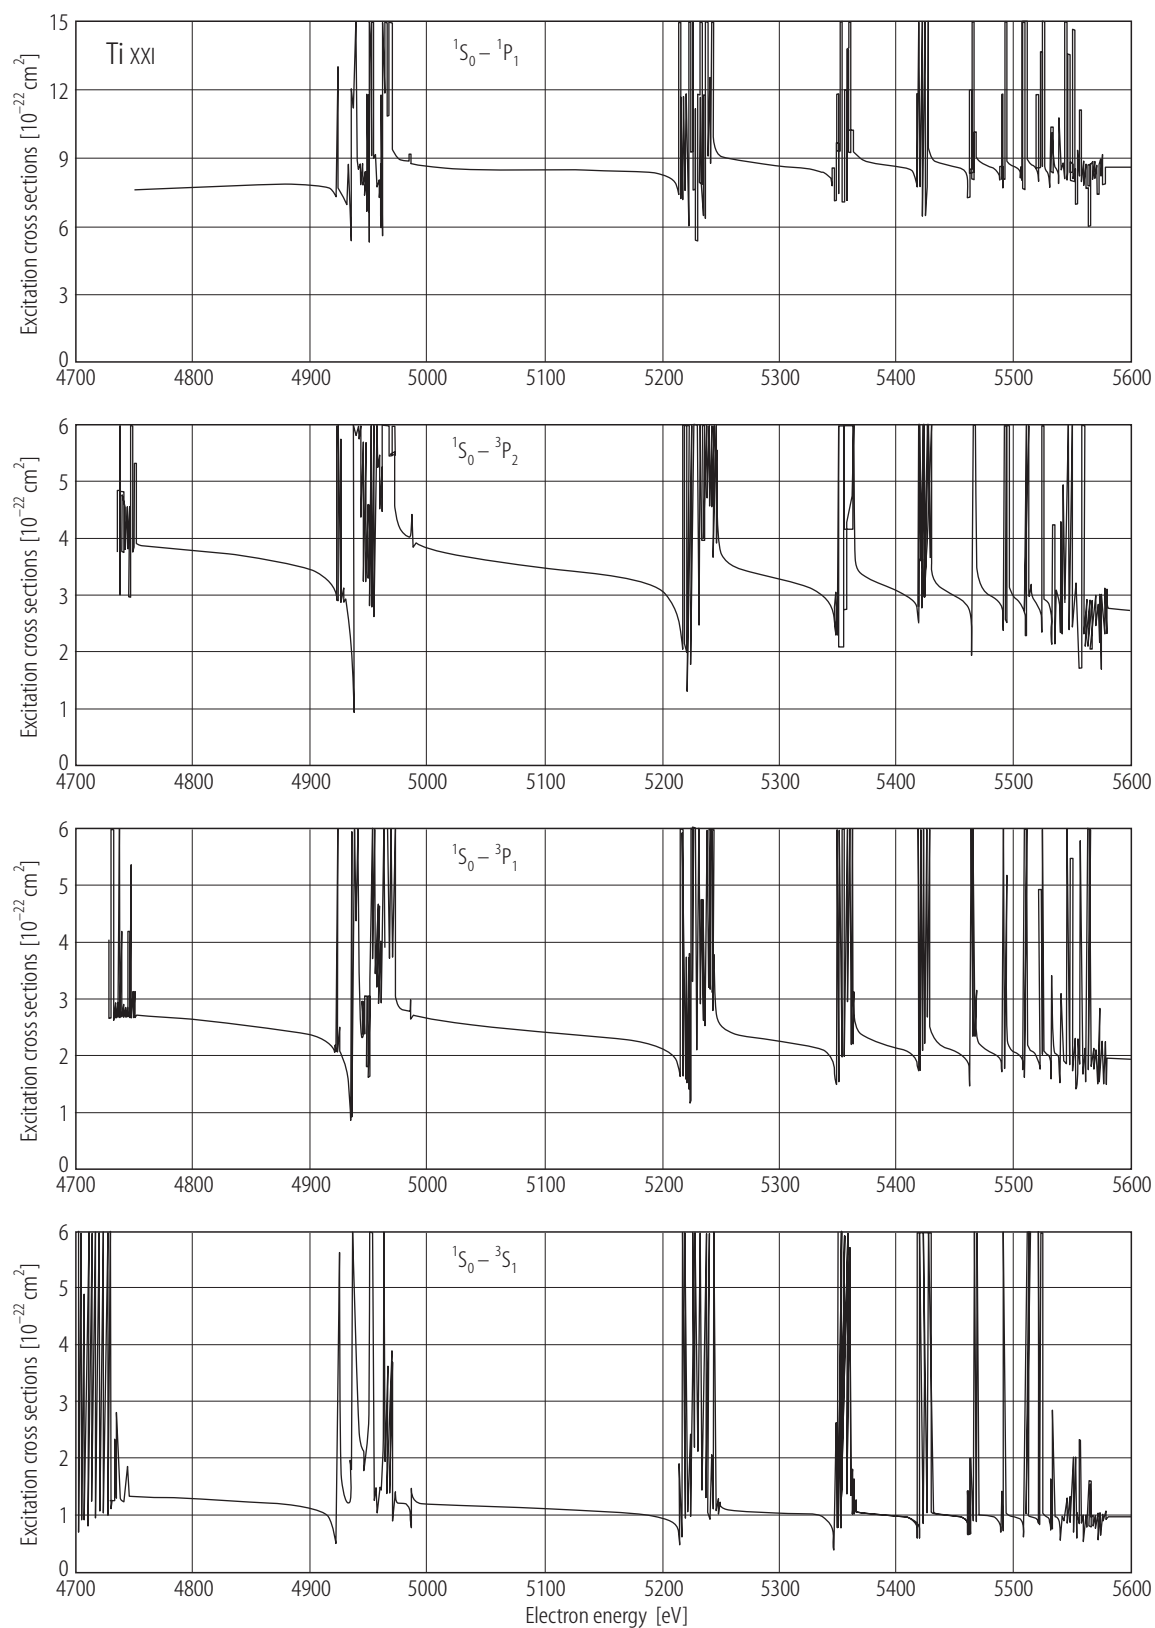 15
12
9
6
3
0
Excitation cross sections [10⁻²² cm²]
Ti XXI
¹S₀ – ¹P₁
4700 4800 4900 5000 5100 5200 5300 5400 5500 5600
6
5
4
3
2
1
0
Excitation cross sections [10⁻²² cm²]
¹S₀ – ³P₂
4700 4800 4900 5000 5100 5200 5300 5400 5500 5600
6
5
4
3
2
1
0
Excitation cross sections [10⁻²² cm²]
¹S₀ – ³P₁
4700 4800 4900 5000 5100 5200 5300 5400 5500 5600
6
5
4
3
2
1
0
Excitation cross sections [10⁻²² cm²]
¹S₀ – ³S₁
4700 4800 4900 5000 5100 5200 5300 5400 5500 5600
Electron energy [eV]